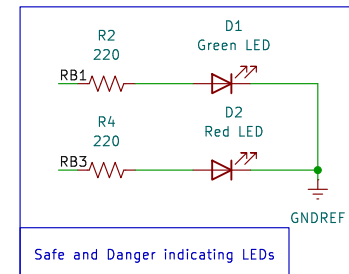 D1
Green LED
R2
220
RB1
D2
Red LED
R4
220
RB3
GNDREF
Safe and Danger indicating LEDs